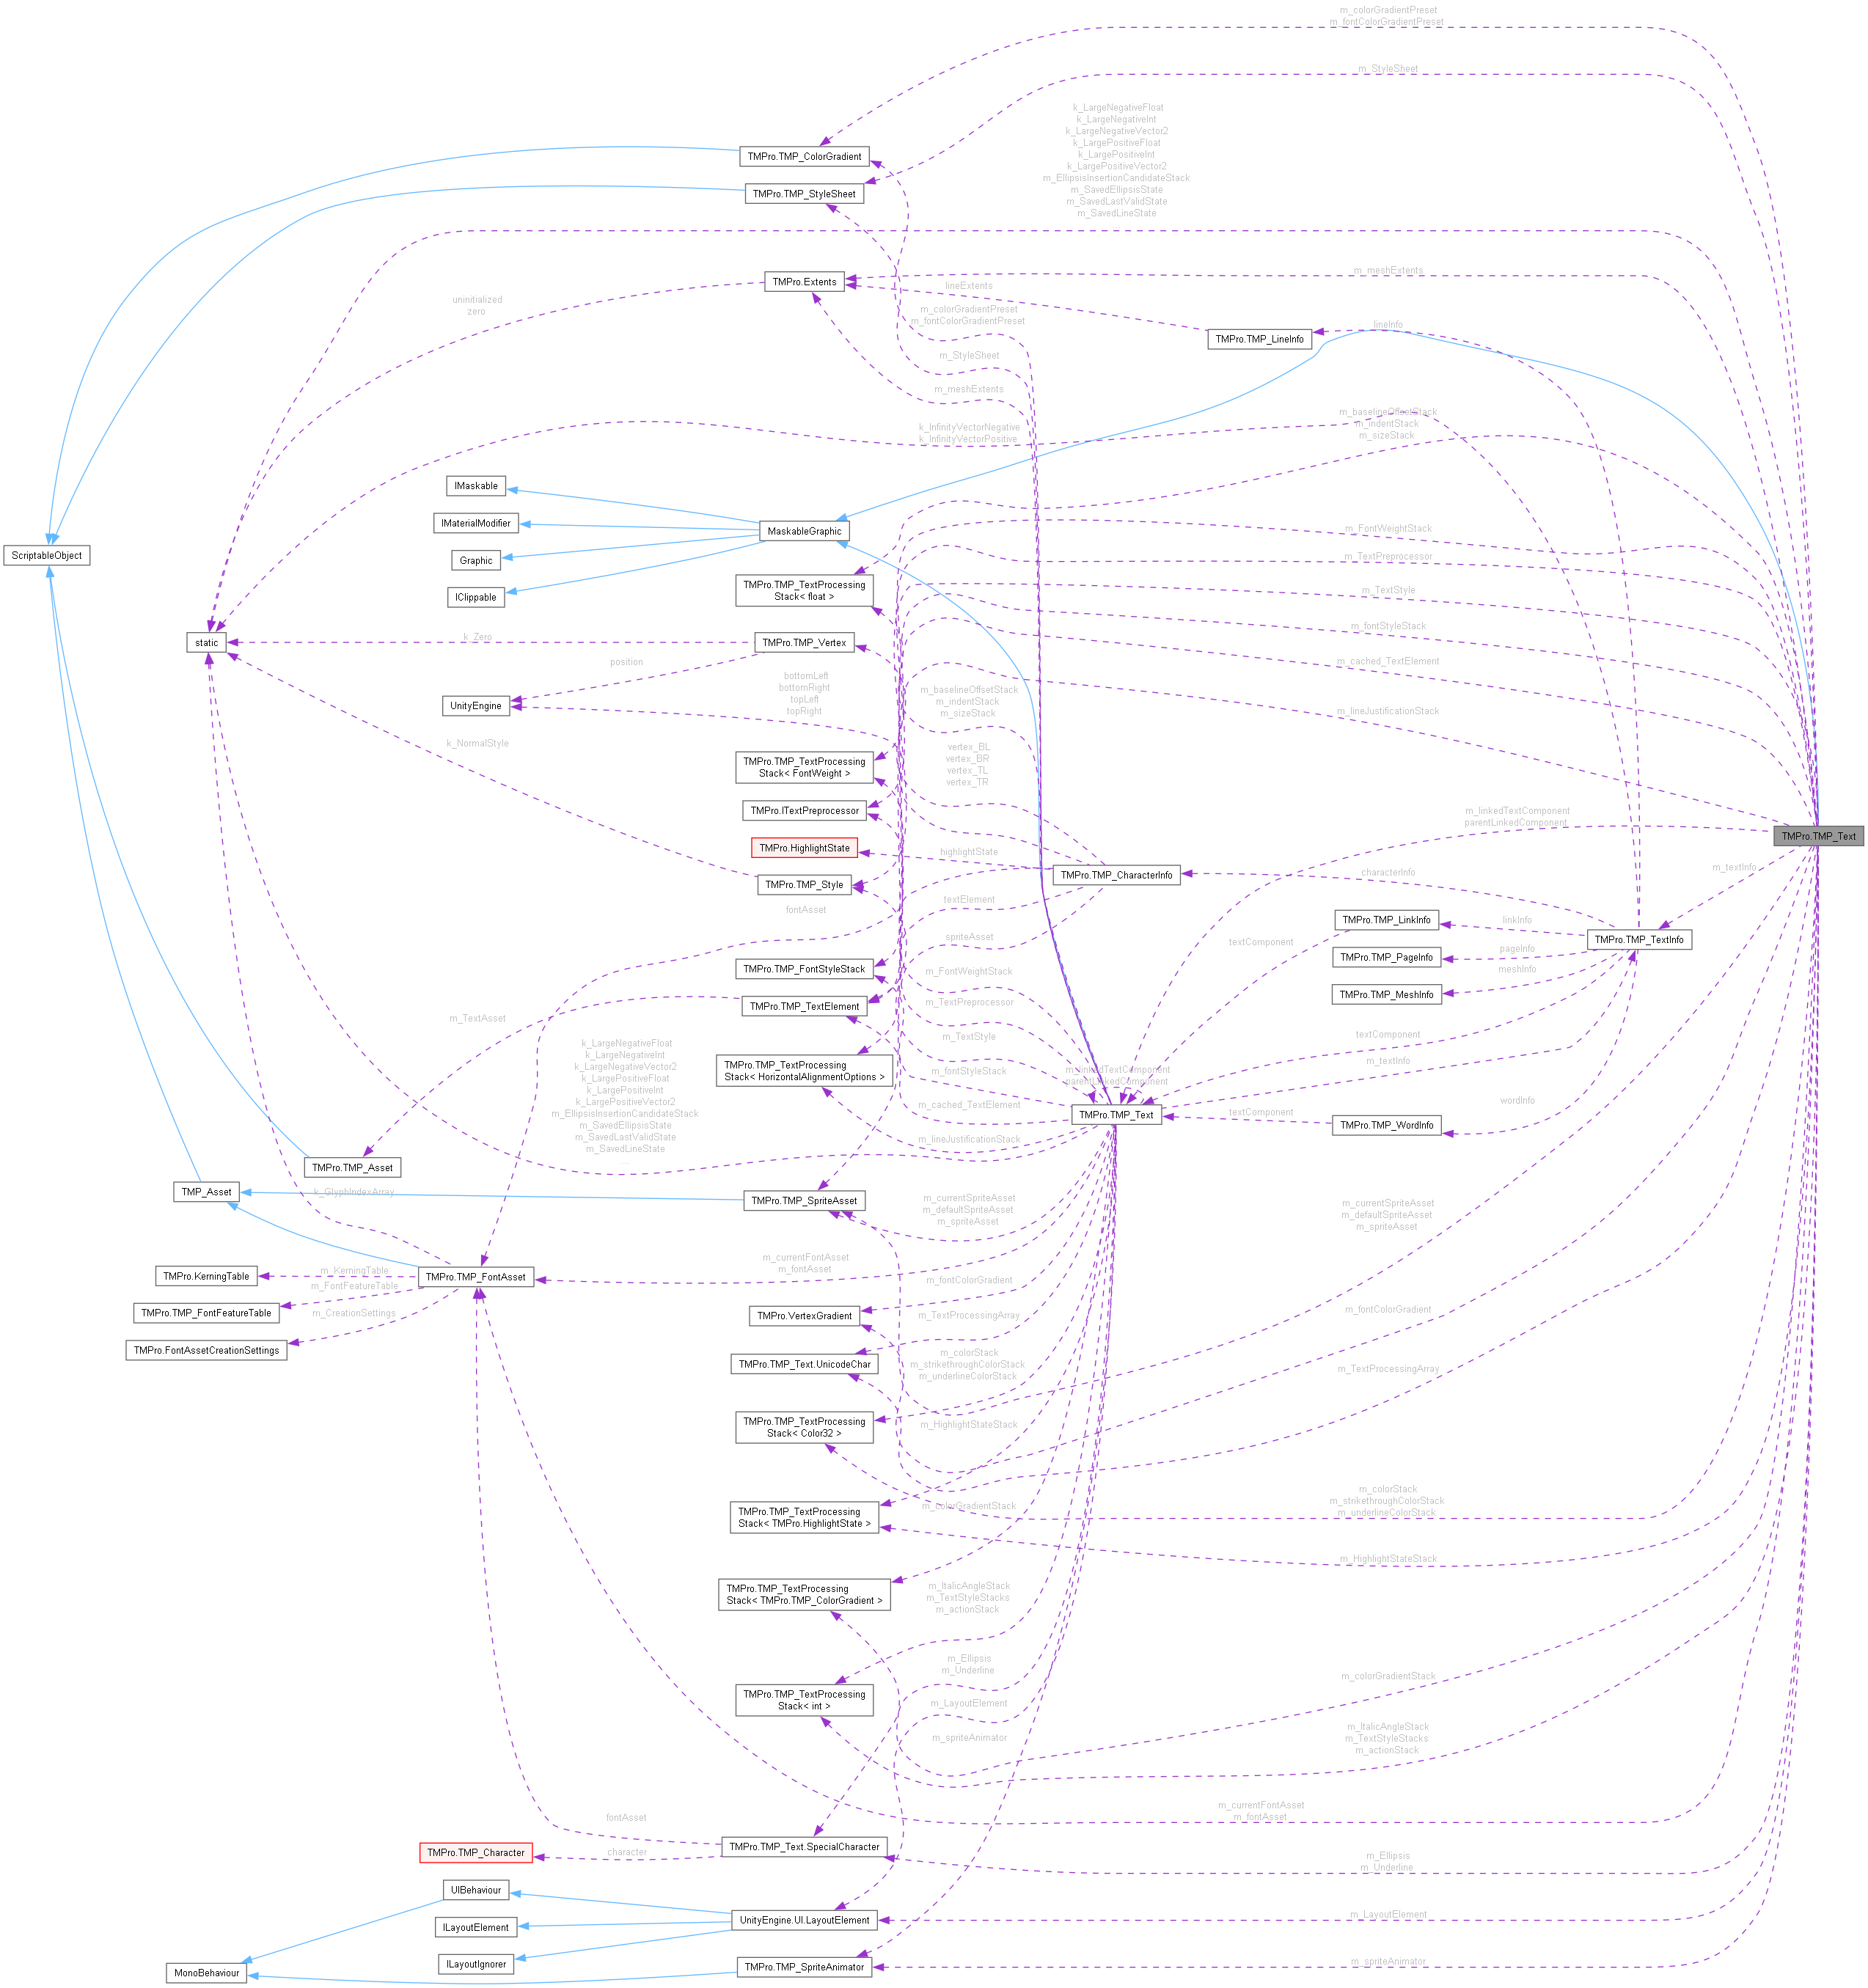 m_colorGradientPreset
m_fontColorGradientPreset
m_StyleSheet
k_LargeNegativeFloat
k_LargeNegativeInt
k_LargeNegativeVector2
k_LargePositiveFloat
k_LargePositiveInt
k_LargePositiveVector2
m_EllipsisInsertionCandidateStack
m_SavedEllipsisState
m_SavedLastValidState
m_SavedLineState
TMPro.TMP_ColorGradient
TMPro.TMP_StyleSheet
TMPro.Extents
m_meshExtents
lineExtents
uninitialized
zero
m_colorGradientPreset
m_fontColorGradientPreset
lineInfo
TMPro.TMP_LineInfo
m_StyleSheet
m_meshExtents
m_baselineOffsetStack
m_indentStack
m_sizeStack
k_InfinityVectorNegative
k_InfinityVectorPositive
IMaskable
IMaterialModifier
MaskableGraphic
m_FontWeightStack
ScriptableObject
Graphic
m_TextPreprocessor
TMPro.TMP_TextProcessing
Stack< float >
IClippable
m_TextStyle
m_fontStyleStack
static
k_Zero
TMPro.TMP_Vertex
position
m_cached_TextElement
bottomLeft
bottomRight
topLeft
topRight
UnityEngine
m_baselineOffsetStack
m_indentStack
m_sizeStack
m_lineJustificationStack
k_NormalStyle
vertex_BL
vertex_BR
vertex_TL
vertex_TR
TMPro.TMP_TextProcessing
Stack< FontWeight >
TMPro.ITextPreprocessor
m_linkedTextComponent
parentLinkedComponent
TMPro.TMP_Text
TMPro.HighlightState
highlightState
TMPro.TMP_Style
TMPro.TMP_CharacterInfo
characterInfo
m_textInfo
fontAsset
textElement
TMPro.TMP_LinkInfo
linkInfo
TMPro.TMP_TextInfo
spriteAsset
textComponent
TMPro.TMP_PageInfo
pageInfo
TMPro.TMP_FontStyleStack
m_FontWeightStack
meshInfo
TMPro.TMP_MeshInfo
TMPro.TMP_TextElement
m_TextPreprocessor
m_TextAsset
m_TextStyle
textComponent
k_LargeNegativeFloat
k_LargeNegativeInt
k_LargeNegativeVector2
k_LargePositiveFloat
k_LargePositiveInt
k_LargePositiveVector2
m_EllipsisInsertionCandidateStack
m_SavedEllipsisState
m_SavedLastValidState
m_SavedLineState
TMPro.TMP_TextProcessing
Stack< HorizontalAlignmentOptions >
m_fontStyleStack
m_linkedTextComponent
parentLinkedComponent
m_textInfo
m_cached_TextElement
TMPro.TMP_Text
textComponent
TMPro.TMP_WordInfo
wordInfo
m_lineJustificationStack
TMPro.TMP_Asset
TMP_Asset
k_GlyphIndexArray
TMPro.TMP_SpriteAsset
m_currentSpriteAsset
m_defaultSpriteAsset
m_spriteAsset
m_currentSpriteAsset
m_defaultSpriteAsset
m_spriteAsset
m_currentFontAsset
m_fontAsset
TMPro.KerningTable
m_KerningTable
TMPro.TMP_FontAsset
m_FontFeatureTable
TMPro.TMP_FontFeatureTable
m_CreationSettings
TMPro.FontAssetCreationSettings
m_fontColorGradient
TMPro.VertexGradient
m_TextProcessingArray
m_fontColorGradient
TMPro.TMP_Text.UnicodeChar
m_colorStack
m_strikethroughColorStack
m_underlineColorStack
m_TextProcessingArray
TMPro.TMP_TextProcessing
Stack< Color32 >
m_HighlightStateStack
m_colorStack
m_strikethroughColorStack
m_underlineColorStack
TMPro.TMP_TextProcessing
Stack< TMPro.HighlightState >
m_colorGradientStack
m_HighlightStateStack
TMPro.TMP_TextProcessing
Stack< TMPro.TMP_ColorGradient >
m_ItalicAngleStack
m_TextStyleStacks
m_actionStack
m_Ellipsis
m_Underline
m_colorGradientStack
TMPro.TMP_TextProcessing
Stack< int >
m_LayoutElement
m_spriteAnimator
m_ItalicAngleStack
m_TextStyleStacks
m_actionStack
m_currentFontAsset
m_fontAsset
fontAsset
TMPro.TMP_Text.SpecialCharacter
TMPro.TMP_Character
character
m_Ellipsis
m_Underline
UIBehaviour
ILayoutElement
UnityEngine.UI.LayoutElement
m_LayoutElement
ILayoutIgnorer
MonoBehaviour
TMPro.TMP_SpriteAnimator
m_spriteAnimator